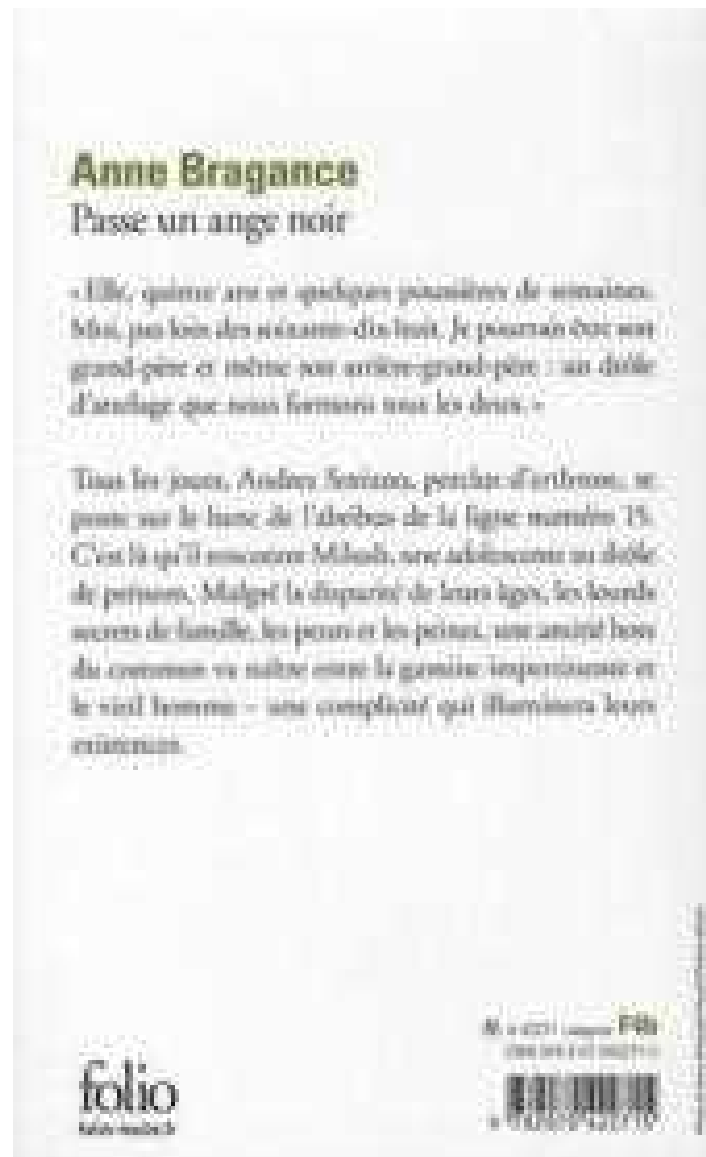 Anne Bragance
Passe un ange noir
« Elle, quinze ans et quelques poussières de semaines.
Moi, pas loin des soixante-dix-huit. Je pourrais être son
grand-père et même son arrière-grand-père : un drôle
d'attelage que nous formons tous les deux. »
Tous les jours, Andrea perclus d'arthrose, se
poste sur le banc de l'abribus de la ligne numéro 15.
C'est là qu'il rencontre une adolescente au drôle
de prénom. Malgré la disparité de leurs âges, les lourds
secrets de famille, les peurs et les peines, une amitié hors
du commun va naître entre la gamine impertinente et
le vieil homme – une complicité qui illuminera leurs
existences.
folio